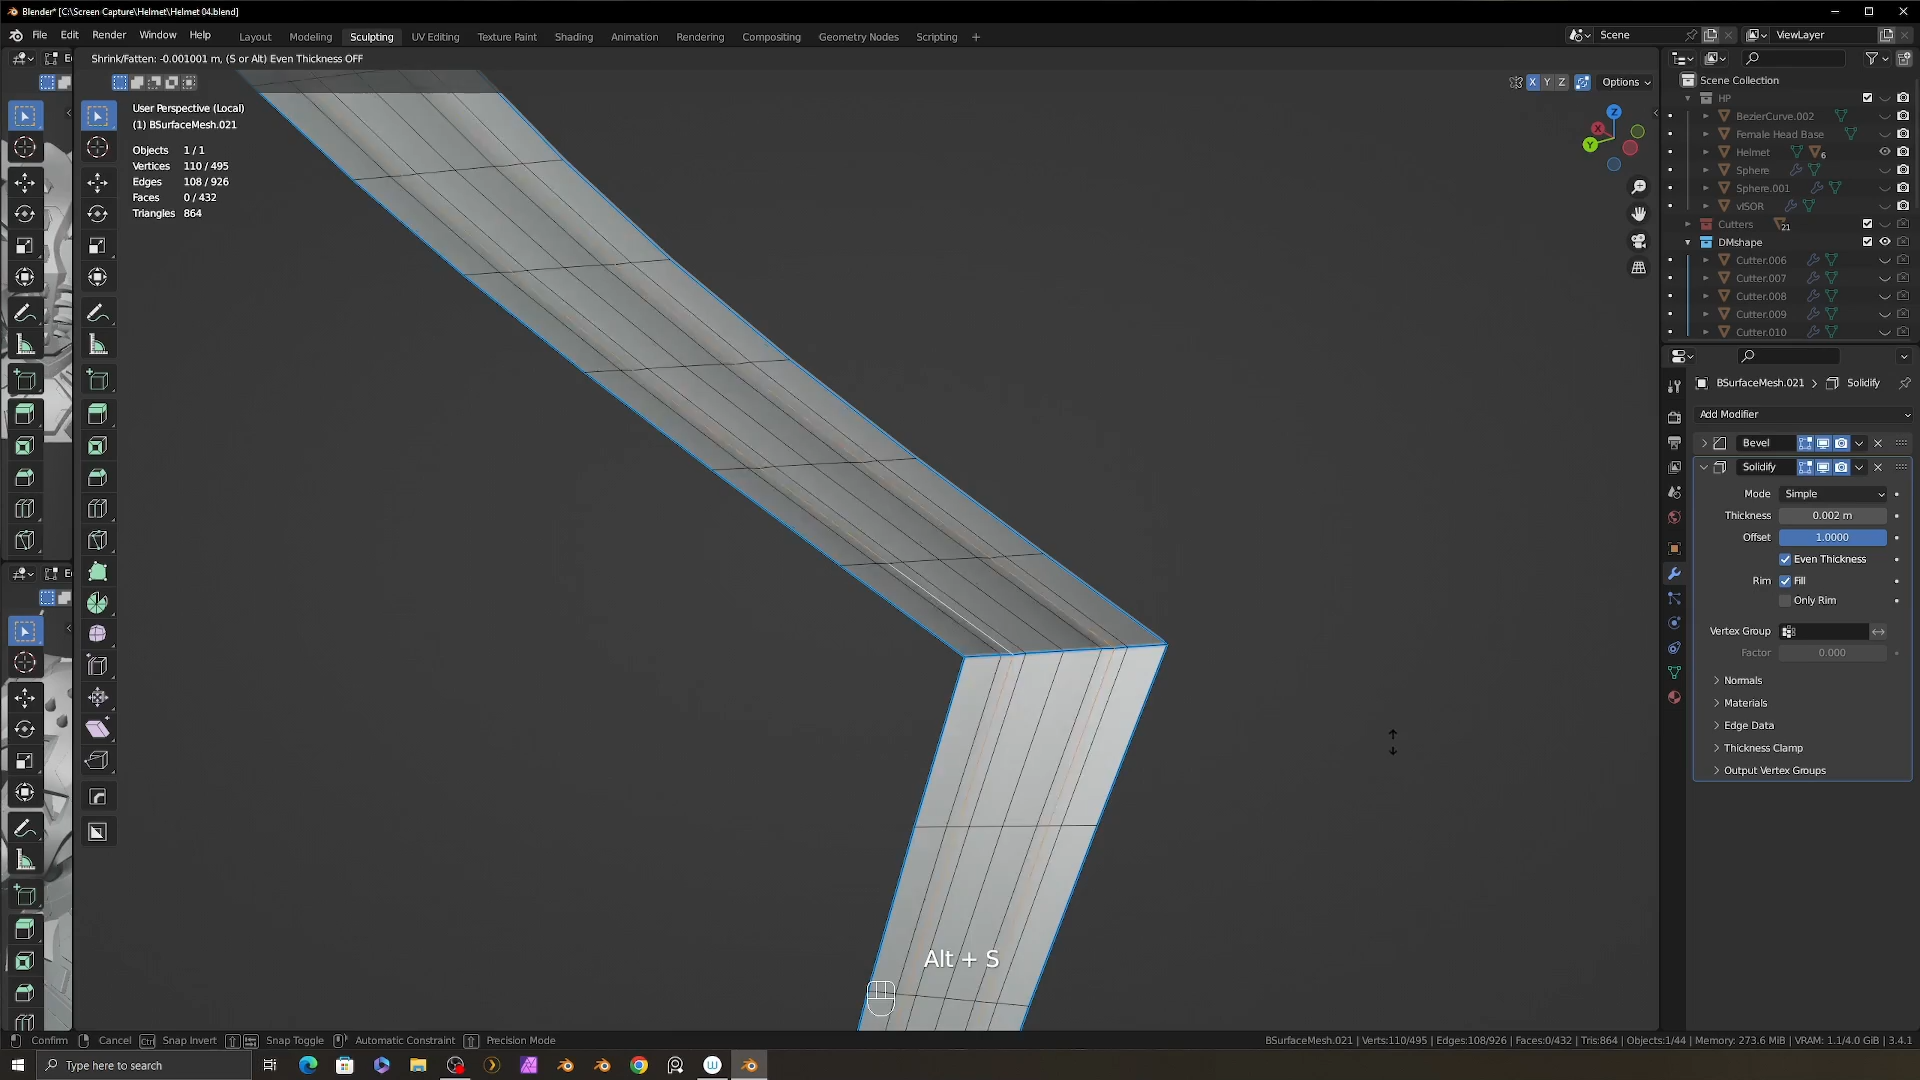 Blender* [C:\Screen Capture\Helmet\Helmet 04.blend]
File Edit Render Window Help Layout Modeling Sculpting UV Editing Texture Paint Shading Animation Rendering Compositing Geometry Nodes Scripting + Scene ViewLayer
Shrink/Fatten: -0.001001 m, (S or Alt) Even Thickness OFF
X Y Z Options
User Perspective (Local)
(1) BSurfaceMesh.021
Objects 1 / 1
Vertices 110 / 495
Edges 108 / 926
Faces 0 / 432
Triangles 864
Z
X
Y
Scene Collection
HP
BezierCurve.002
Female Head Base
Helmet 6
Sphere
Sphere.001
vISOR
Cutters 21
DMshape
Cutter.006
Cutter.007
Cutter.008
Cutter.009
Cutter.010
BSurfaceMesh.021 > Solidify
Add Modifier
Bevel
Solidify
Mode Simple
Thickness 0.002 m
Offset 1.0000
Even Thickness
Rim Fill
Only Rim
Vertex Group
Factor 0.000
Normals
Materials
Edge Data
Thickness Clamp
Output Vertex Groups
Alt + S
Confirm Cancel Ctrl Snap Invert Snap Toggle Automatic Constraint Precision Mode
BSurfaceMesh.021 | Verts:110/495 | Edges:108/926 | Faces:0/432 | Tris:864 | Objects:1/44 | Memory: 273.6 MiB | VRAM: 1.1/4.0 GiB | 3.4.1
Type here to search